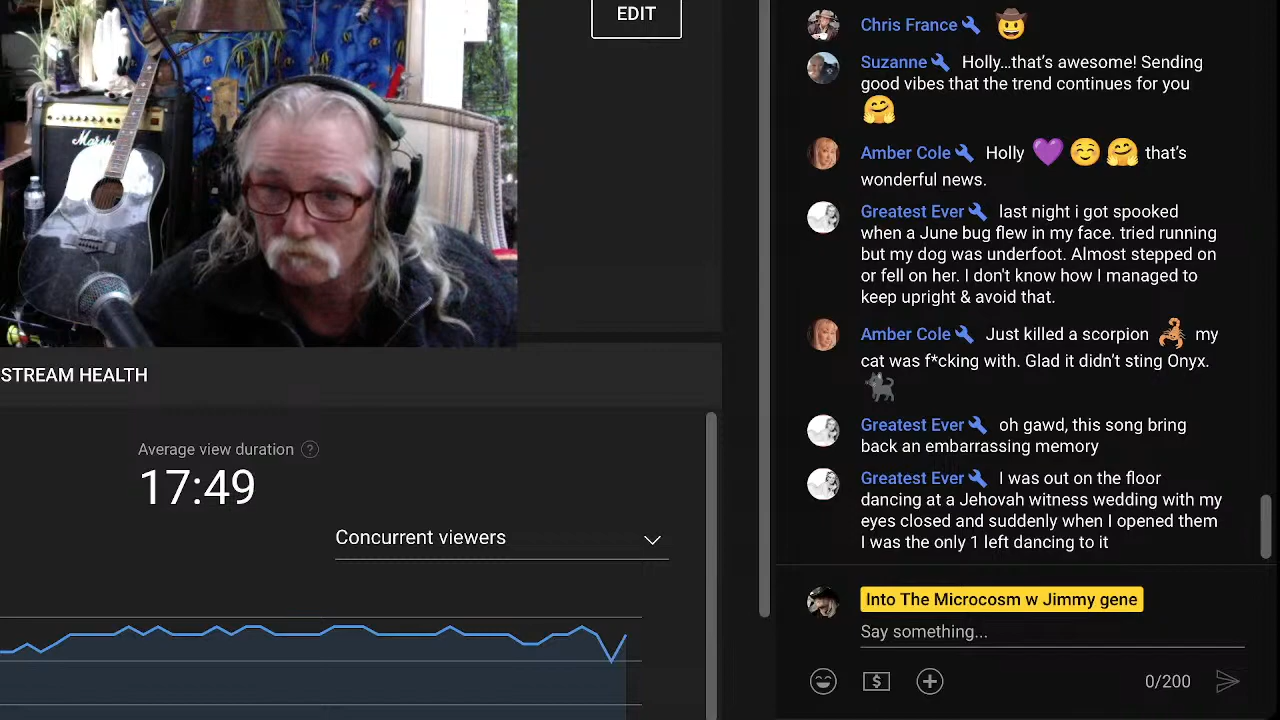 EDIT
Marshall
STREAM HEALTH
Average view duration ?
17:49
Concurrent viewers
Chris France
Suzanne Holly...that's awesome! Sending
good vibes that the trend continues for you
Amber Cole Holly that's
wonderful news.
Greatest Ever last night i got spooked
when a June bug flew in my face. tried running
but my dog was underfoot. Almost stepped on
or fell on her. I don't know how I managed to
keep upright & avoid that.
Amber Cole Just killed a scorpion my
cat was f*cking with. Glad it didn't sting Onyx.
Greatest Ever oh gawd, this song bring
back an embarrassing memory
Greatest Ever I was out on the floor
dancing at a Jehovah witness wedding with my
eyes closed and suddenly when I opened them
I was the only 1 left dancing to it
Into The Microcosm w Jimmy gene
Say something...
$
0/200